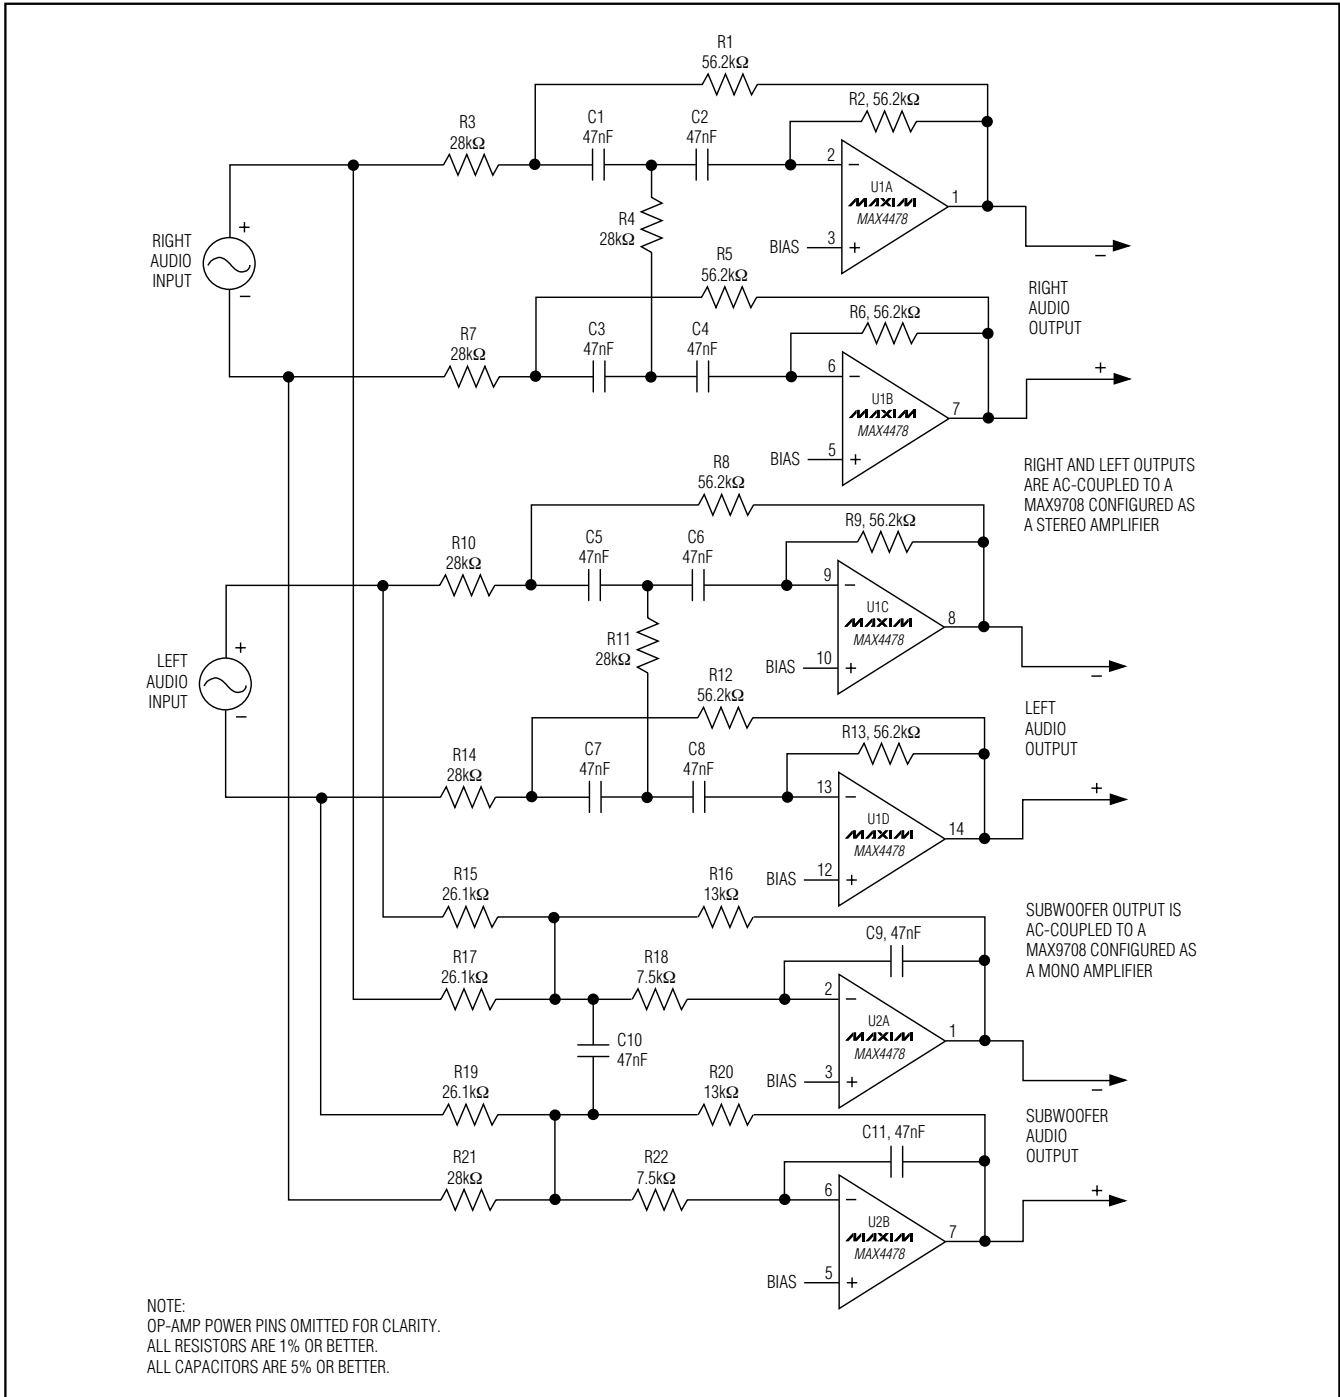 R1
56.2kΩ
R2, 56.2kΩ
R3
28kΩ
C1
47nF
C2
47nF
2
−
U1A
MAXIM
MAX4478
1
R4
28kΩ
BIAS
3
+
−
RIGHT
AUDIO
INPUT
+
−
R5
56.2kΩ
RIGHT
AUDIO
OUTPUT
R6, 56.2kΩ
R7
28kΩ
C3
47nF
C4
47nF
6
−
U1B
MAXIM
MAX4478
7
+
BIAS
5
+
RIGHT AND LEFT OUTPUTS
ARE AC-COUPLED TO A
MAX9708 CONFIGURED AS
A STEREO AMPLIFIER
R8
56.2kΩ
R9, 56.2kΩ
R10
28kΩ
C5
47nF
C6
47nF
9
−
U1C
MAXIM
MAX4478
8
R11
28kΩ
BIAS
10
+
−
LEFT
AUDIO
INPUT
+
−
R12
56.2kΩ
LEFT
AUDIO
OUTPUT
R13, 56.2kΩ
R14
28kΩ
C7
47nF
C8
47nF
13
−
U1D
MAXIM
MAX4478
14
+
BIAS
12
+
R15
26.1kΩ
R16
13kΩ
SUBWOOFER OUTPUT IS
AC-COUPLED TO A
MAX9708 CONFIGURED AS
A MONO AMPLIFIER
C9, 47nF
R17
26.1kΩ
R18
7.5kΩ
2
−
U2A
MAXIM
MAX4478
1
C10
47nF
BIAS
3
+
−
R19
26.1kΩ
R20
13kΩ
SUBWOOFER
AUDIO
OUTPUT
C11, 47nF
R21
28kΩ
R22
7.5kΩ
6
−
U2B
MAXIM
MAX4478
7
+
BIAS
5
+
NOTE:
OP-AMP POWER PINS OMITTED FOR CLARITY.
ALL RESISTORS ARE 1% OR BETTER.
ALL CAPACITORS ARE 5% OR BETTER.